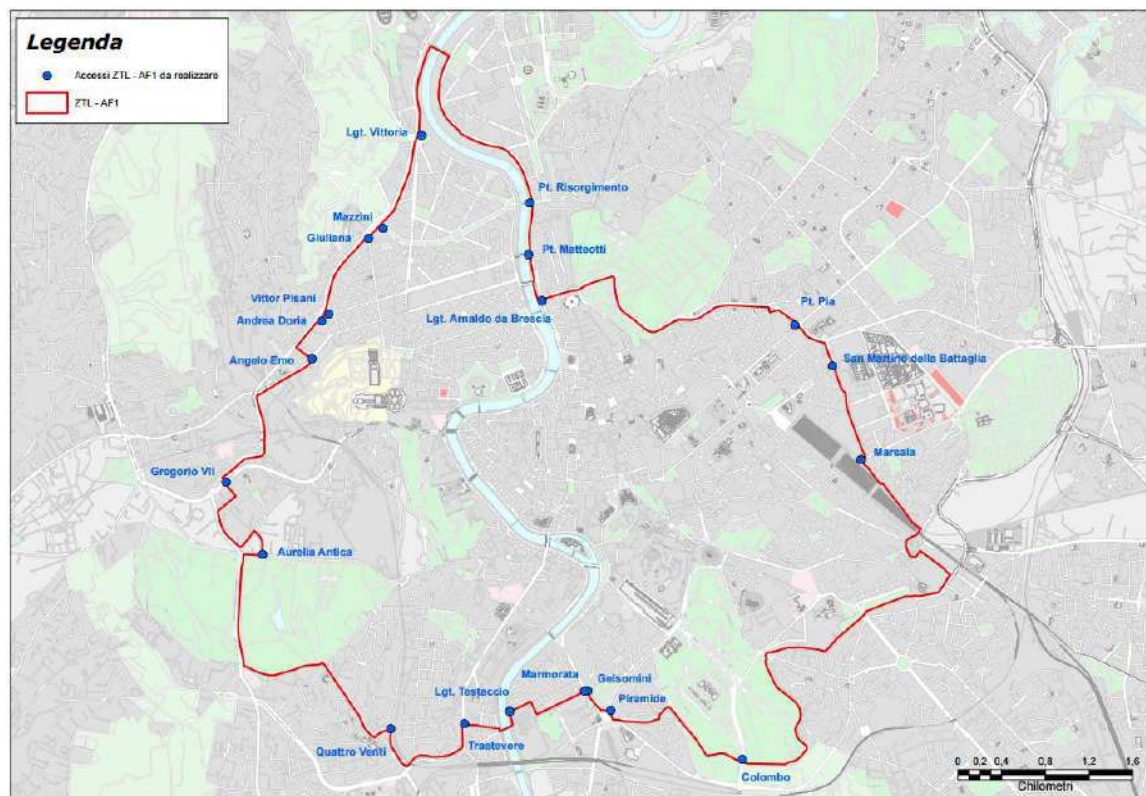 Legenda
Accessi ZTL - AF1 da realizzare
ZTL - AF1
Lgt. Vittoria
Pt. Risorgimento
Mazzini
Giuliana
Pt. Matteotti
Vittor Pisani
Andrea Doria
Lgt. Arnaldo da Brescia
Pt. Pia
Angelo Emo
San Martino della Battaglia
Marsala
Gregorio VII
Aurelia Antica
Marmorata
Gelsomini
Lgt. Testaccio
Piramide
Quattro Venti
Trastevere
Colombo
0 0,2 0,4 0,8 1,2 1,6
Chilometri